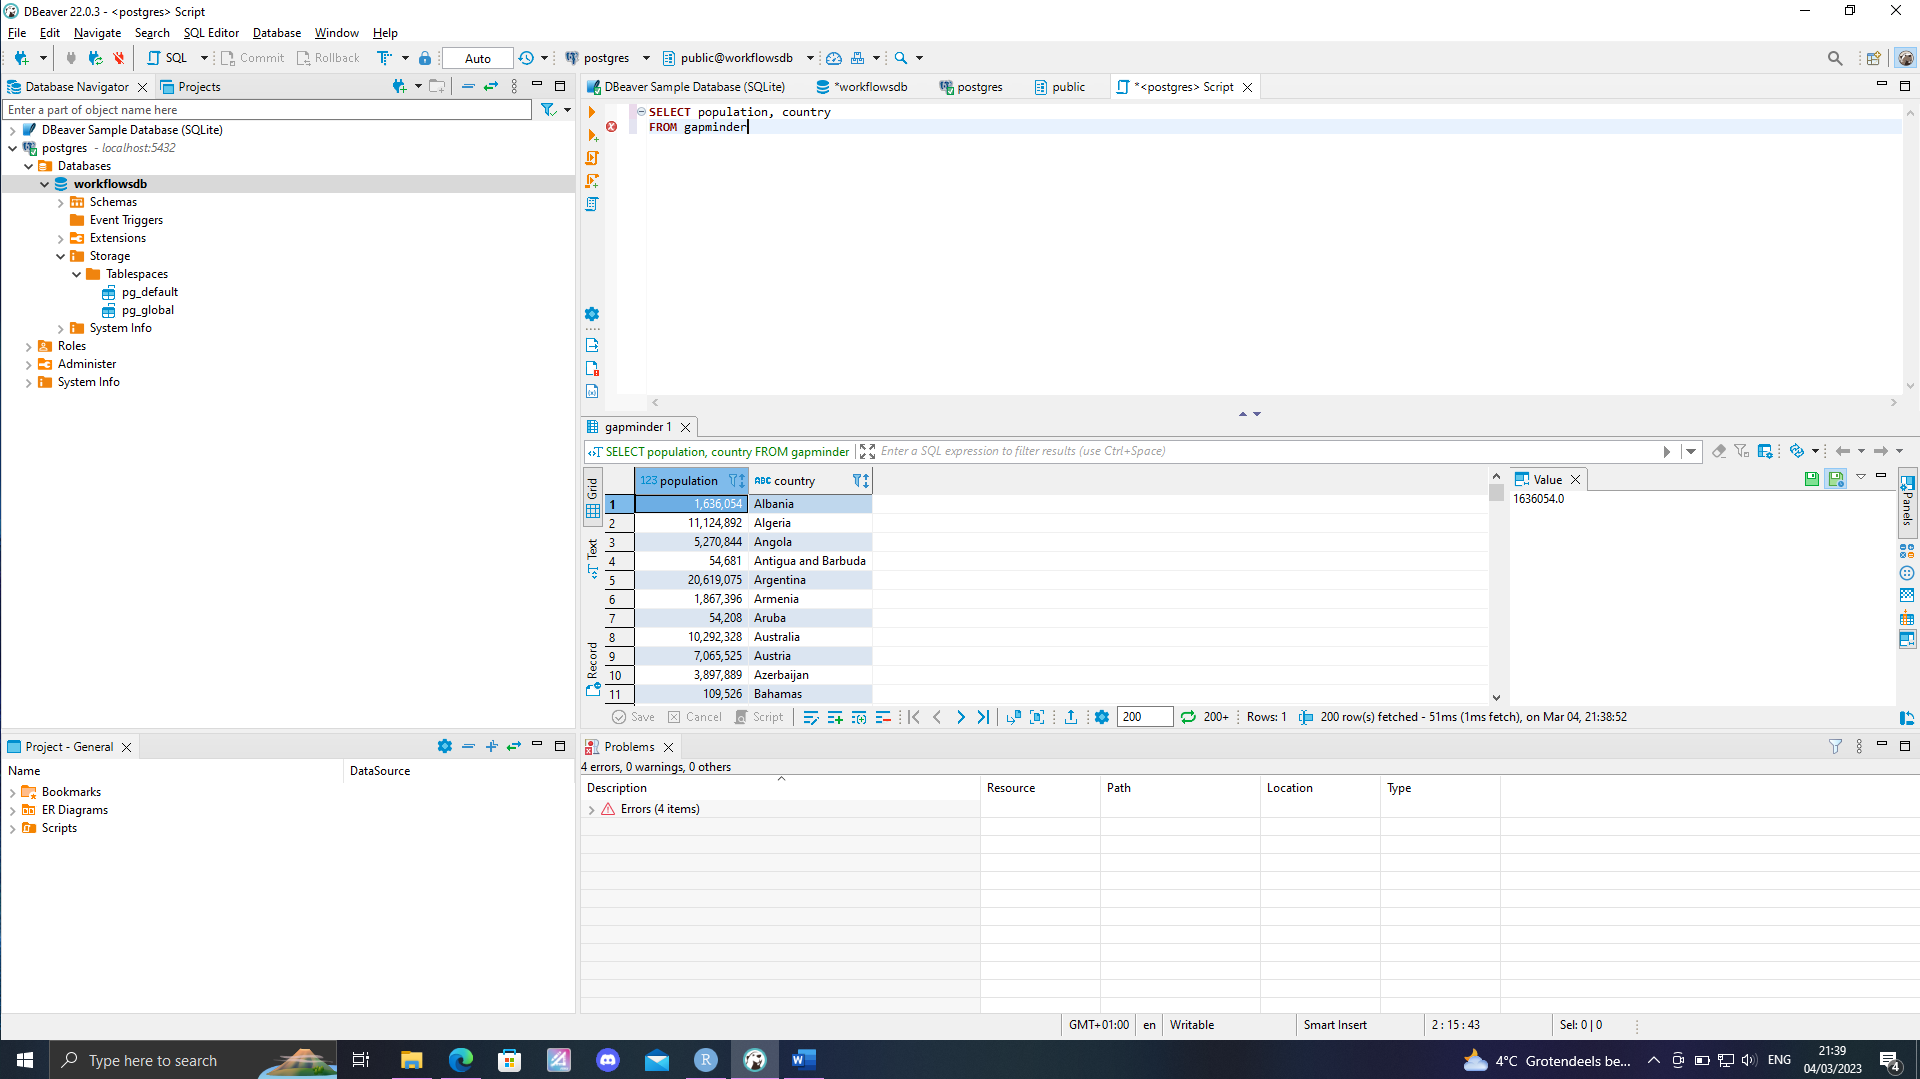 DBeaver 22.0.3 - <postgres> Script
File Edit Navigate Search SQL Editor Database Window Help
SQL Commit Rollback Auto postgres public@workflowsdb
Database Navigator Projects
Enter a part of object name here
DBeaver Sample Database (SQLite)
postgres - localhost:5432
Databases
workflowsdb
Schemas
Event Triggers
Extensions
Storage
Tablespaces
pg_default
pg_global
System Info
Roles
Administer
System Info
DBeaver Sample Database (SQLite) *workflowsdb postgres public *<postgres> Script
SELECT population, country
FROM gapminder
gapminder 1
SELECT population, country FROM gapminder Enter a SQL expression to filter results (use Ctrl+Space)
Grid
Text
Record
123 population ABC country
1 1,636,054 Albania
2 11,124,892 Algeria
3 5,270,844 Angola
4 54,681 Antigua and Barbuda
5 20,619,075 Argentina
6 1,867,396 Armenia
7 54,208 Aruba
8 10,292,328 Australia
9 7,065,525 Austria
10 3,897,889 Azerbaijan
11 109,526 Bahamas
Value
1636054.0
Panels
Save Cancel Script 200 200+ Rows: 1 200 row(s) fetched - 51ms (1ms fetch), on Mar 04, 21:38:52
Project - General
Name DataSource
Bookmarks
ER Diagrams
Scripts
Problems
4 errors, 0 warnings, 0 others
Description Resource Path Location Type
Errors (4 items)
GMT+01:00 en Writable Smart Insert 2 : 15 : 43 Sel: 0 | 0
Type here to search
4°C Grotendeels be... ENG
21:39
04/03/2023
4